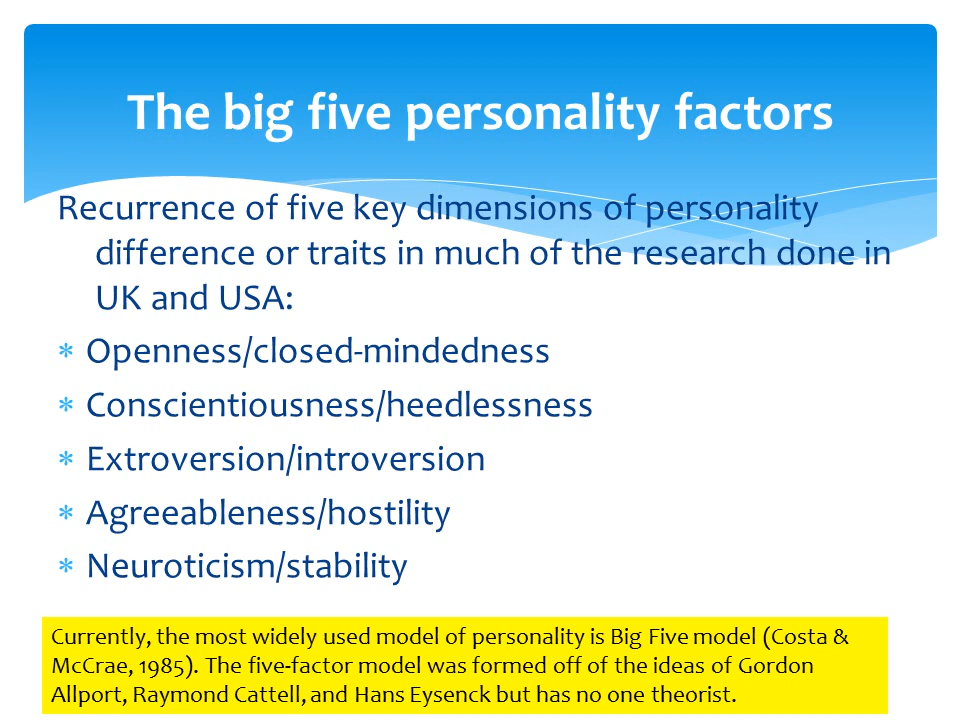 The big five personality factors
Recurrence of five key dimensions of personality
difference or traits in much of the research done in
UK and USA:
* Openness/closed-mindedness
* Conscientiousness/heedlessness
* Extroversion/introversion
* Agreeableness/hostility
* Neuroticism/stability
Currently, the most widely used model of personality is Big Five model (Costa &
McCrae, 1985). The five-factor model was formed off of the ideas of Gordon
Allport, Raymond Cattell, and Hans Eysenck but has no one theorist.